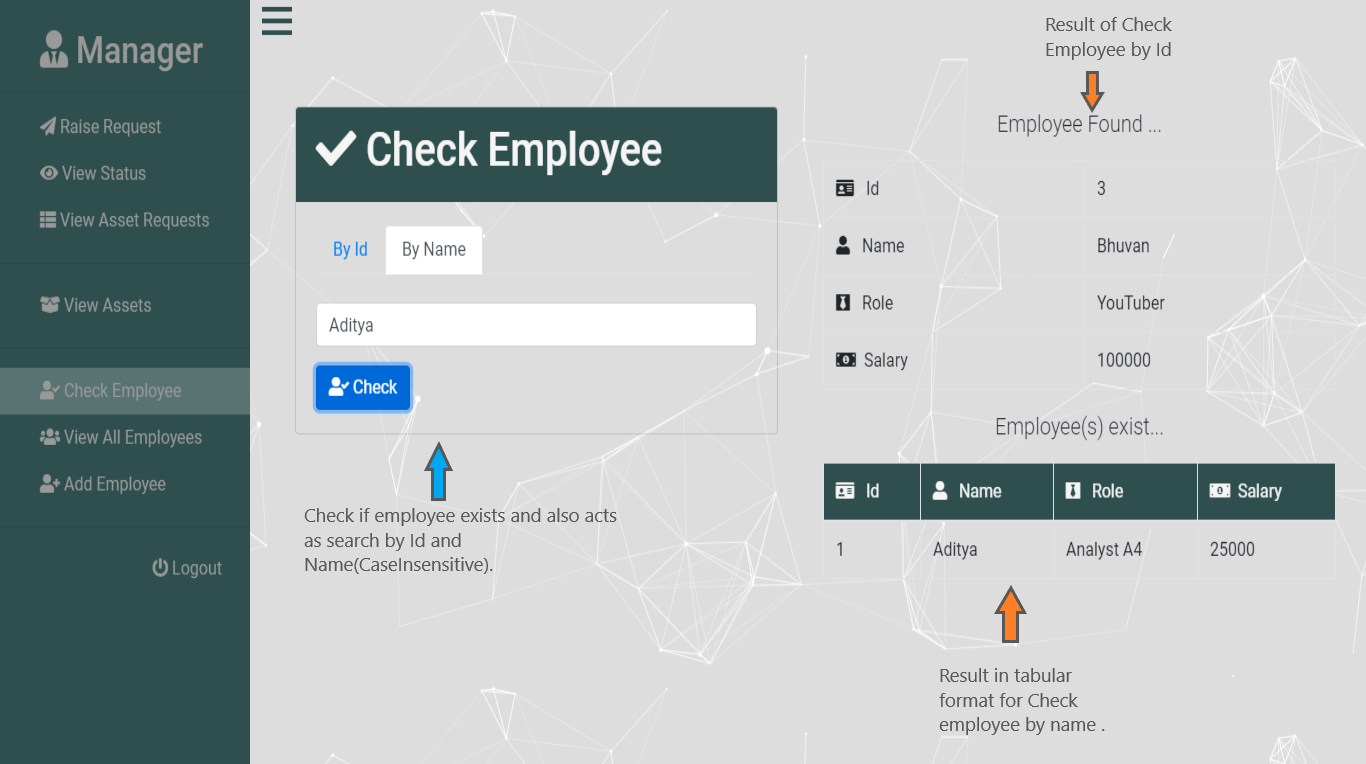 Manager
Raise Request
View Status
View Asset Requests
View Assets
Check Employee
View All Employees
Add Employee
Logout
Check Employee
By Id By Name
Aditya
Check
Check if employee exists and also acts
as search by Id and
Name(CaseInsensitive).
Result of Check
Employee by Id
Employee Found ...
Id 3
Name Bhuvan
Role YouTuber
Salary 100000
Employee(s) exist...
Id Name Role Salary
1 Aditya Analyst A4 25000
Result in tabular
format for Check
employee by name .